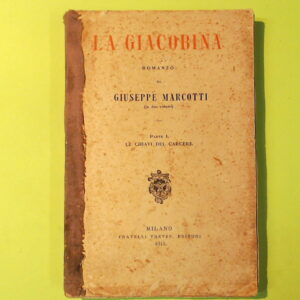 LA GIACOBINA
ROMANZO
DI
GIUSEPPE MARCOTTI
(in due volumi)
PARTE I.
LE CHIAVI DEL CARCERE
MILANO
FRATELLI TREVES, EDITORI